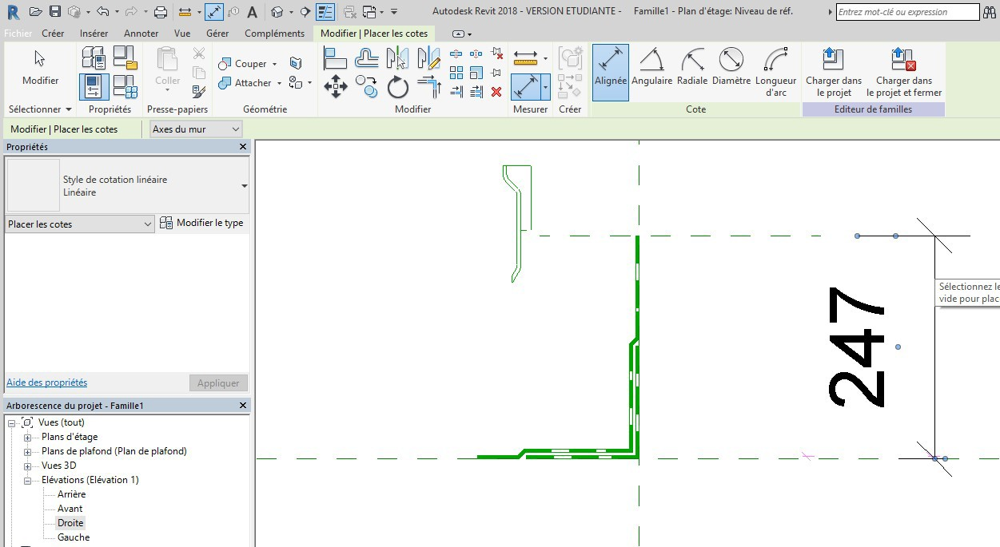 Autodesk Revit 2018 - VERSION ETUDIANTE - Famille1 - Plan d'étage: Niveau de réf.
Entrez mot-clé ou expression
Fichier Créer Insérer Annoter Vue Gérer Compléments Modifier | Placer les cotes
Modifier
Coller
Couper
Attacher
Alignée Angulaire Radiale Diamètre Longueur d'arc
Charger dans le projet
Charger dans le projet et fermer
Sélectionner Propriétés Presse-papiers Géométrie Modifier Mesurer Créer Cote Editeur de familles
Modifier | Placer les cotes Axes du mur
Propriétés
Style de cotation linéaire
Linéaire
Placer les cotes Modifier le type
Aide des propriétés Appliquer
Arborescence du projet - Famille1
Vues (tout)
Plans d'étage
Plans de plafond (Plan de plafond)
Vues 3D
Elévations (Elévation 1)
Arrière
Avant
Droite
Gauche
247
Sélectionnez le
vide pour plac